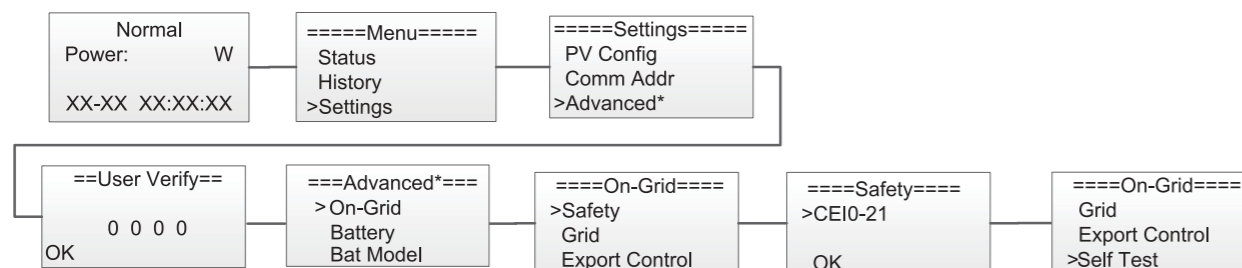 Normal
Power: W
XX-XX XX:XX:XX
=====Menu=====
Status
History
>Settings
=====Settings=====
PV Config
Comm Addr
>Advanced*
==User Verify==
0 0 0 0
OK
===Advanced*===
>On-Grid
Battery
Bat Model
====On-Grid====
>Safety
Grid
Export Control
====Safety====
>CEI0-21
OK
====On-Grid====
Grid
Export Control
>Self Test